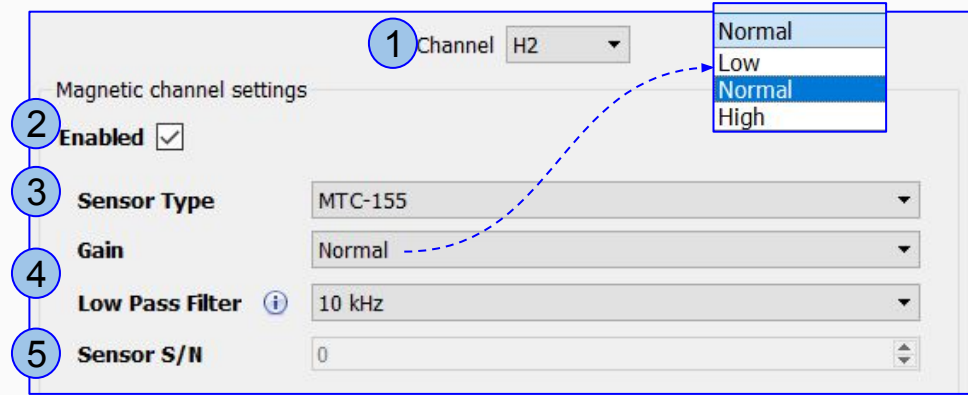 1 Channel H2
Normal
Low
Normal
High
Magnetic channel settings
2 Enabled
3 Sensor Type MTC-155
Gain Normal
4
Low Pass Filter i 10 kHz
5 Sensor S/N 0